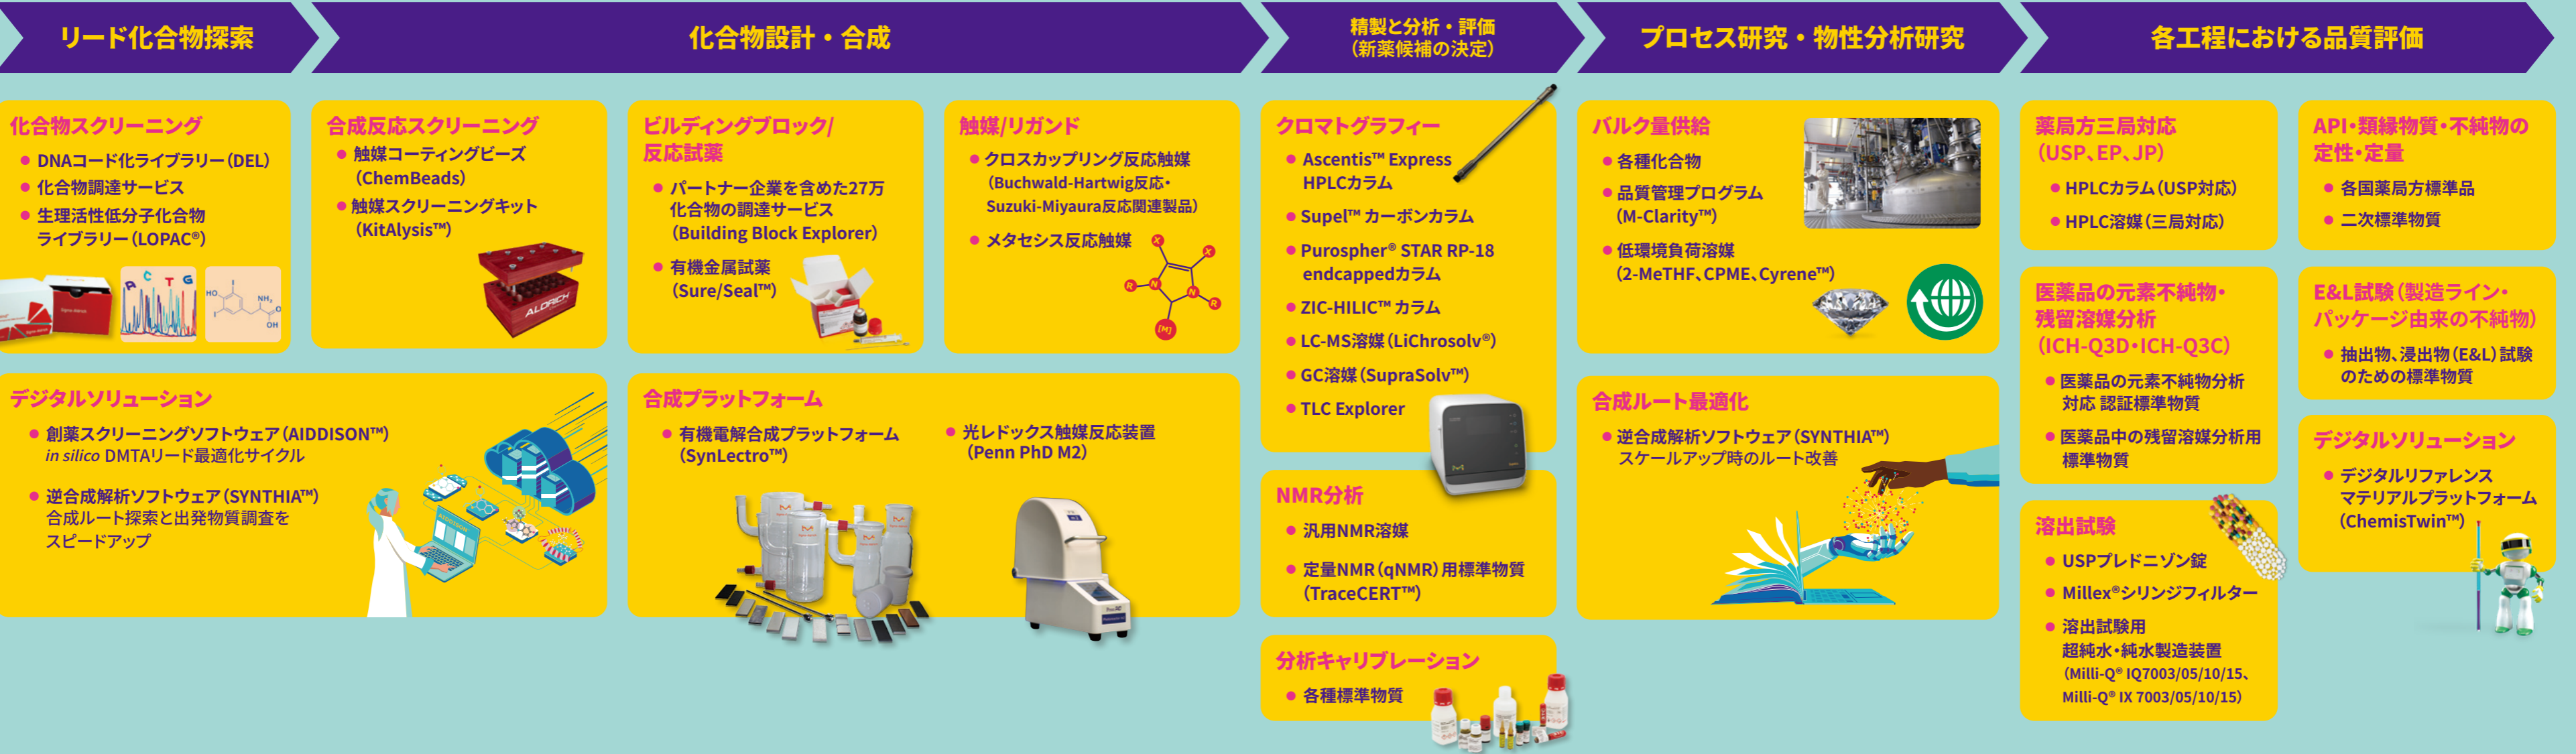 リード化合物探索
化合物設計・合成
精製と分析・評価
（新薬候補の決定）
プロセス研究・物性分析研究
各工程における品質評価
化合物スクリーニング
● DNAコード化ライブラリー（DEL）
● 化合物調達サービス
● 生理活性低分子化合物
ライブラリー（LOPAC®）
A C T G
HO
I
I
NH₂
O
OH
合成反応スクリーニング
● 触媒コーティングビーズ
（ChemBeads）
● 触媒スクリーニングキット
（KitAlysis™）
ALDRICH
デジタルソリューション
● 創薬スクリーニングソフトウェア（AIDDISON™）
in silico DMTAリード最適化サイクル
● 逆合成解析ソフトウェア（SYNTHIA™）
合成ルート探索と出発物質調査を
スピードアップ
AIDDISON
ビルディングブロック/
反応試薬
● パートナー企業を含めた27万
化合物の調達サービス
（Building Block Explorer）
● 有機金属試薬
（Sure/Seal™）
触媒/リガンド
● クロスカップリング反応触媒
（Buchwald-Hartwig反応・
Suzuki-Miyaura反応関連製品）
● メタセシス反応触媒
X
X
R
N
N
R
[M]
合成プラットフォーム
● 有機電解合成プラットフォーム
（SynLectro™）
● 光レドックス触媒反応装置
（Penn PhD M2）
クロマトグラフィー
● Ascentis™ Express
HPLCカラム
● Supel™ カーボンカラム
● Purospher® STAR RP-18
endcappedカラム
● ZIC-HILIC™ カラム
● LC-MS溶媒（LiChrosolv®）
● GC溶媒（SupraSolv™）
● TLC Explorer
NMR分析
● 汎用NMR溶媒
● 定量NMR（qNMR）用標準物質
（TraceCERT™）
分析キャリブレーション
● 各種標準物質
バルク量供給
● 各種化合物
● 品質管理プログラム
（M-Clarity™）
● 低環境負荷溶媒
（2-MeTHF、CPME、Cyrene™）
合成ルート最適化
● 逆合成解析ソフトウェア（SYNTHIA™）
スケールアップ時のルート改善
薬局方三局対応
（USP、EP、JP）
● HPLCカラム（USP対応）
● HPLC溶媒（三局対応）
医薬品の元素不純物・
残留溶媒分析
（ICH-Q3D・ICH-Q3C）
● 医薬品の元素不純物分析
対応 認証標準物質
● 医薬品中の残留溶媒分析用
標準物質
溶出試験
● USPプレドニゾン錠
● Millex®シリンジフィルター
● 溶出試験用
超純水・純水製造装置
（Milli-Q® IQ7003/05/10/15、
Milli-Q® IX 7003/05/10/15）
API・類縁物質・不純物の
定性・定量
● 各国薬局方標準品
● 二次標準物質
E&L試験（製造ライン・
パッケージ由来の不純物）
● 抽出物、浸出物（E&L）試験
のための標準物質
デジタルソリューション
● デジタルリファレンス
マテリアルプラットフォーム
（ChemisTwin™）